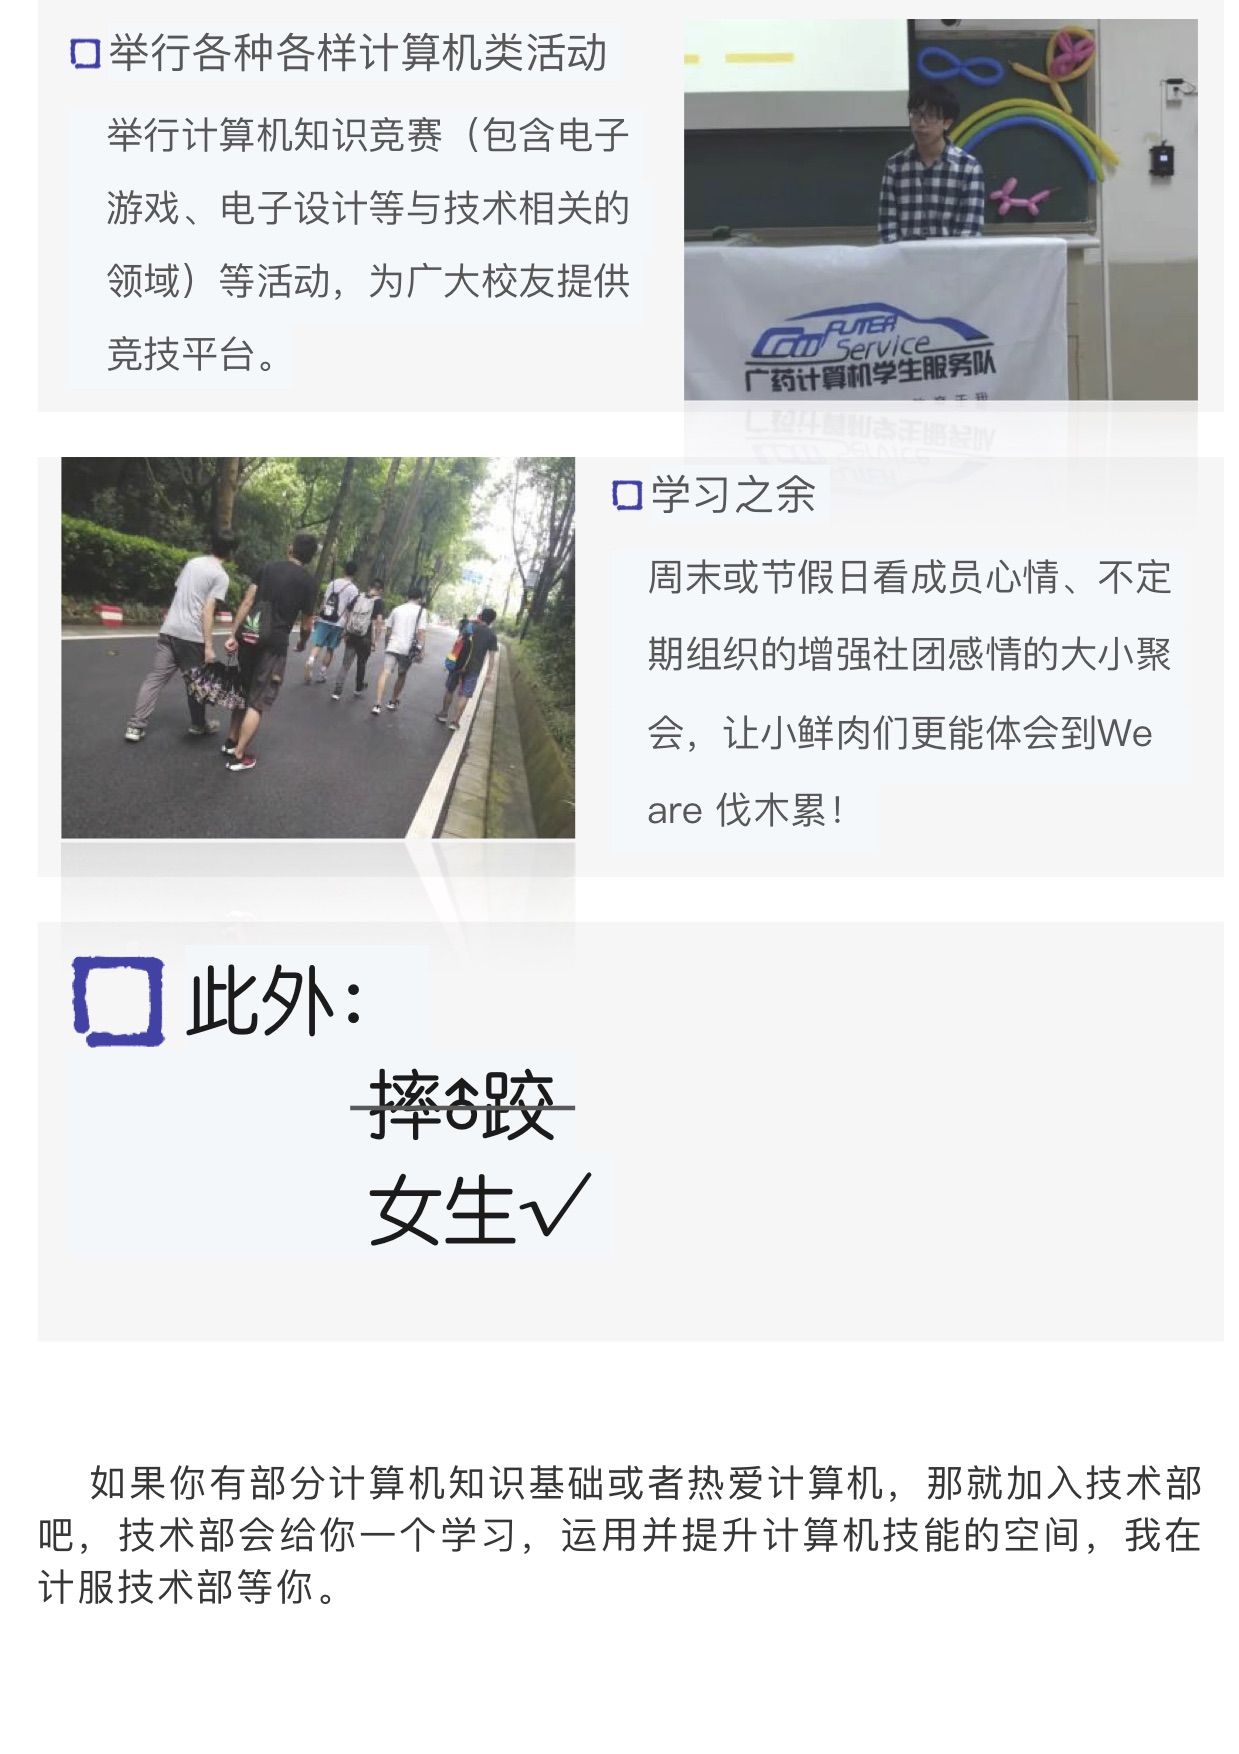 举行各种各样计算机类活动
举行计算机知识竞赛（包含电子
游戏、电子设计等与技术相关的
领域）等活动，为广大校友提供
竞技平台。
Computer
Service
广药计算机学生服务队
学习之余
周末或节假日看成员心情、不定
期组织的增强社团感情的大小聚
会，让小鲜肉们更能体会到We
are 伐木累！
此外：
摔♂跤
女生√
如果你有部分计算机知识基础或者热爱计算机，那就加入技术部
吧，技术部会给你一个学习，运用并提升计算机技能的空间，我在
计服技术部等你。